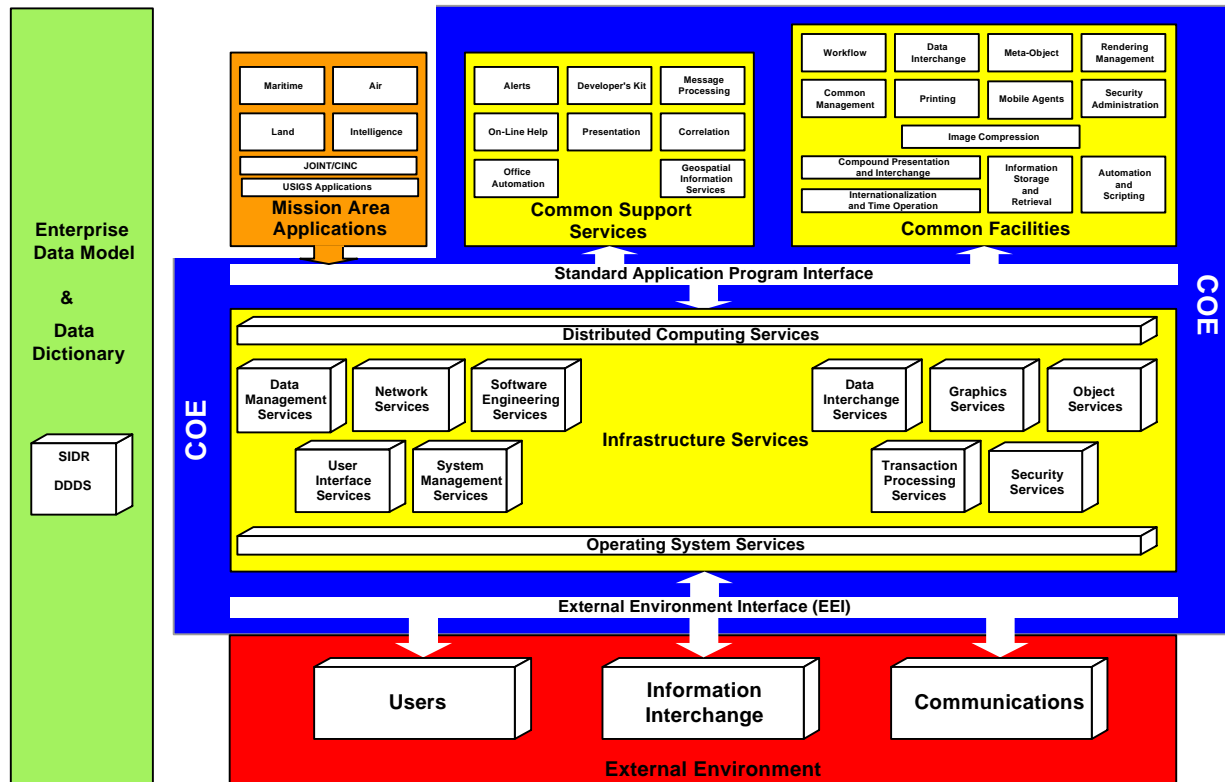 Enterprise
Data Model
&
Data
Dictionary
SIDR
DDDS
Maritime
Air
Land
Intelligence
JOINT/CINC
USIGS Applications
Mission Area
Applications
Alerts
Developer's Kit
Message
Processing
On-Line Help
Presentation
Correlation
Office
Automation
Geospatial
Information
Services
Common Support
Services
Workflow
Data
Interchange
Meta-Object
Rendering
Management
Common
Management
Printing
Mobile Agents
Security
Administration
Image Compression
Compound Presentation
and Interchange
Internationalization
and Time Operation
Information
Storage
and
Retrieval
Automation
and
Scripting
Common Facilities
Standard Application Program Interface
COE
COE
Distributed Computing Services
Data
Management
Services
Network
Services
Software
Engineering
Services
Data
Interchange
Services
Graphics
Services
Object
Services
Infrastructure Services
User
Interface
Services
System
Management
Services
Transaction
Processing
Services
Security
Services
Operating System Services
External Environment Interface (EEI)
Users
Information
Interchange
Communications
External Environment